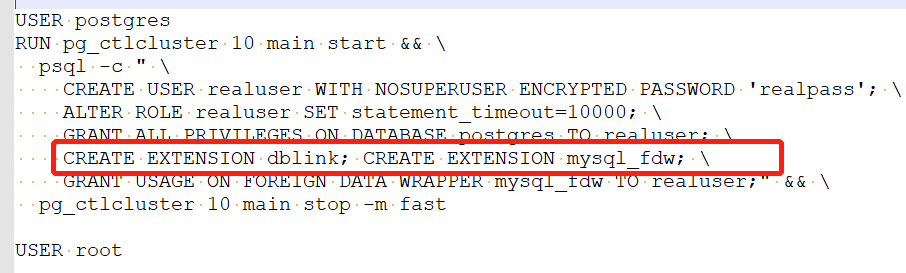 USER postgres
RUN pg_ctlcluster 10 main start && \
  psql -c " \
    CREATE USER realuser WITH NOSUPERUSER ENCRYPTED PASSWORD 'realpass'; \
    ALTER ROLE realuser SET statement_timeout=10000; \
    GRANT ALL PRIVILEGES ON DATABASE postgres TO realuser; \
    CREATE EXTENSION dblink; CREATE EXTENSION mysql_fdw; \
    GRANT USAGE ON FOREIGN DATA WRAPPER mysql_fdw TO realuser;" && \
  pg_ctlcluster 10 main stop -m fast
USER root